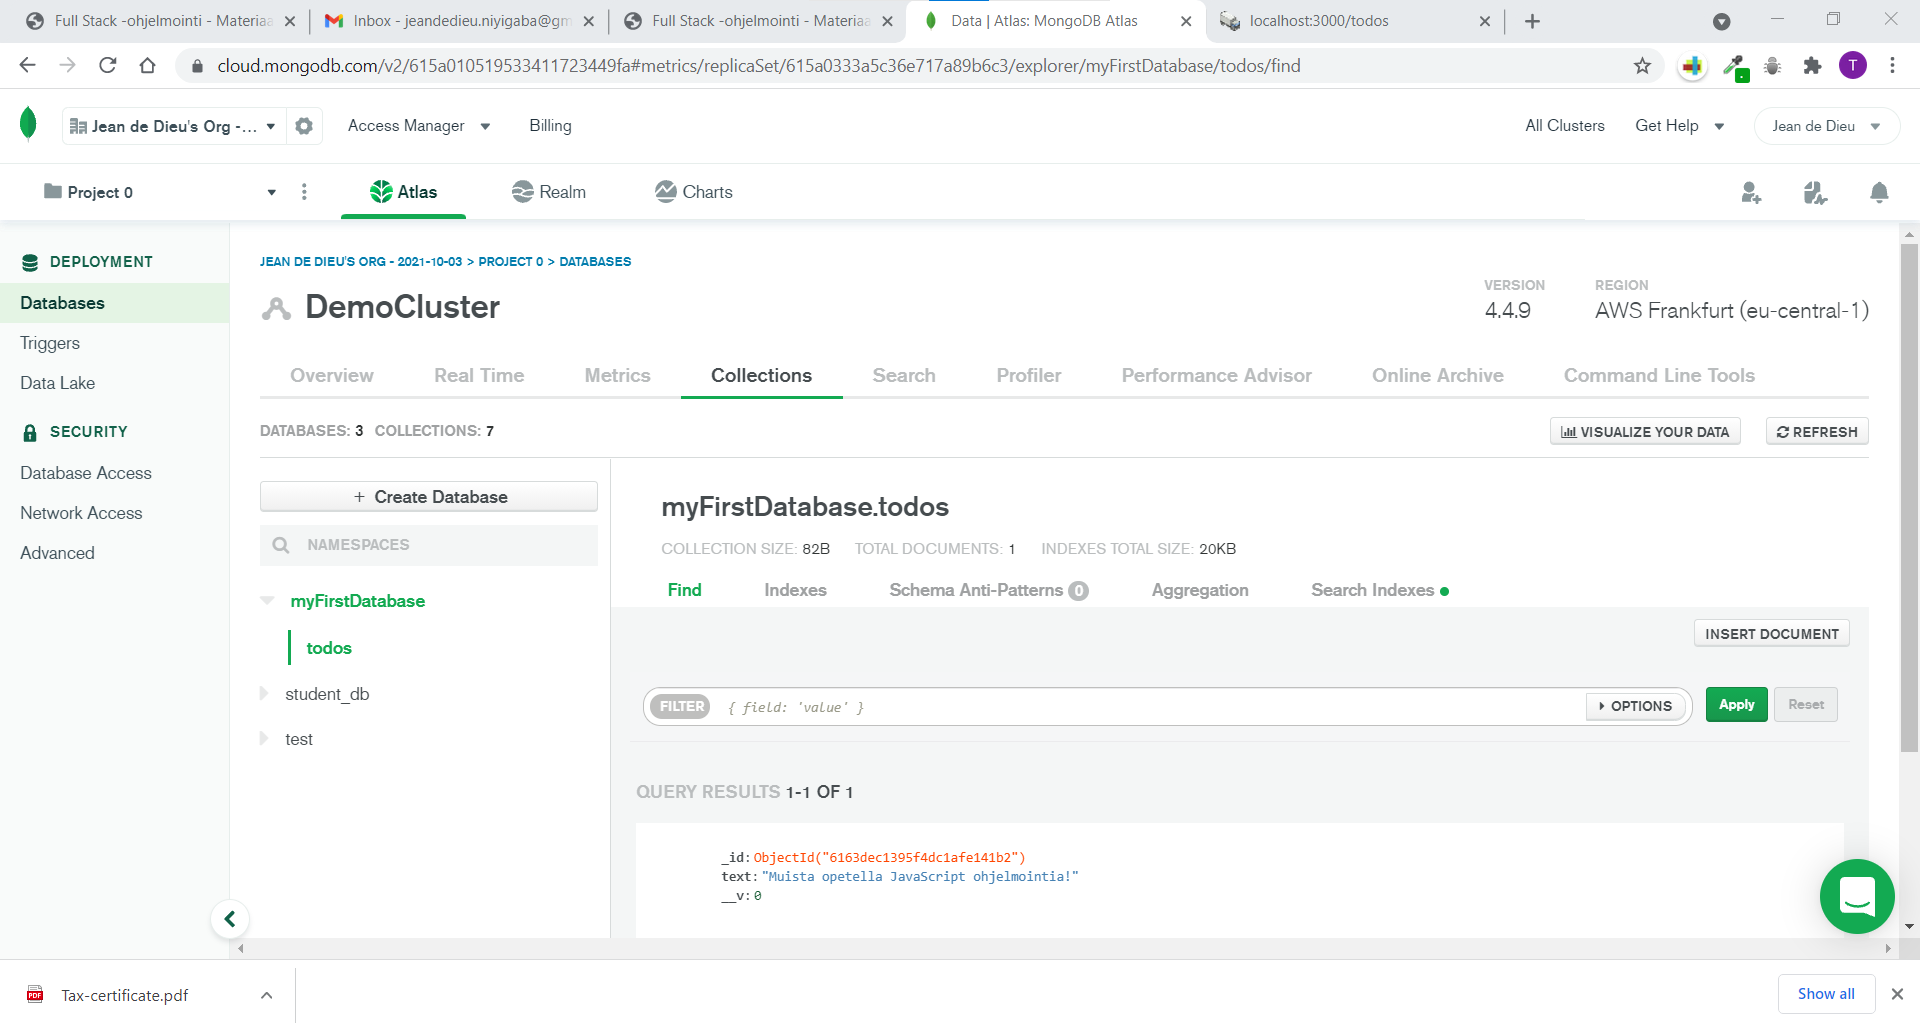 Full Stack -ohjelmointi - Materiaa
Inbox - jeandedieu.niyigaba@gm
Full Stack -ohjelmointi - Materiaa
Data | Atlas: MongoDB Atlas
localhost:3000/todos
cloud.mongodb.com/v2/615a010519533411723449fa#metrics/replicaSet/615a0333a5c36e717a89b6c3/explorer/myFirstDatabase/todos/find
T
Jean de Dieu's Org -...
Access Manager
Billing
All Clusters
Get Help
Jean de Dieu
Project 0
Atlas
Realm
Charts
DEPLOYMENT
Databases
Triggers
Data Lake
SECURITY
Database Access
Network Access
Advanced
JEAN DE DIEU'S ORG - 2021-10-03 > PROJECT 0 > DATABASES
DemoCluster
VERSION
4.4.9
REGION
AWS Frankfurt (eu-central-1)
Overview
Real Time
Metrics
Collections
Search
Profiler
Performance Advisor
Online Archive
Command Line Tools
DATABASES: 3 COLLECTIONS: 7
VISUALIZE YOUR DATA
REFRESH
+ Create Database
NAMESPACES
myFirstDatabase
todos
student_db
test
myFirstDatabase.todos
COLLECTION SIZE: 82B TOTAL DOCUMENTS: 1 INDEXES TOTAL SIZE: 20KB
Find
Indexes
Schema Anti-Patterns 0
Aggregation
Search Indexes
INSERT DOCUMENT
FILTER
{ field: 'value' }
OPTIONS
Apply
Reset
QUERY RESULTS 1-1 OF 1
_id: ObjectId("6163dec1395f4dc1afe141b2")
text: "Muista opetella JavaScript ohjelmointia!"
__v: 0
PDF
Tax-certificate.pdf
Show all